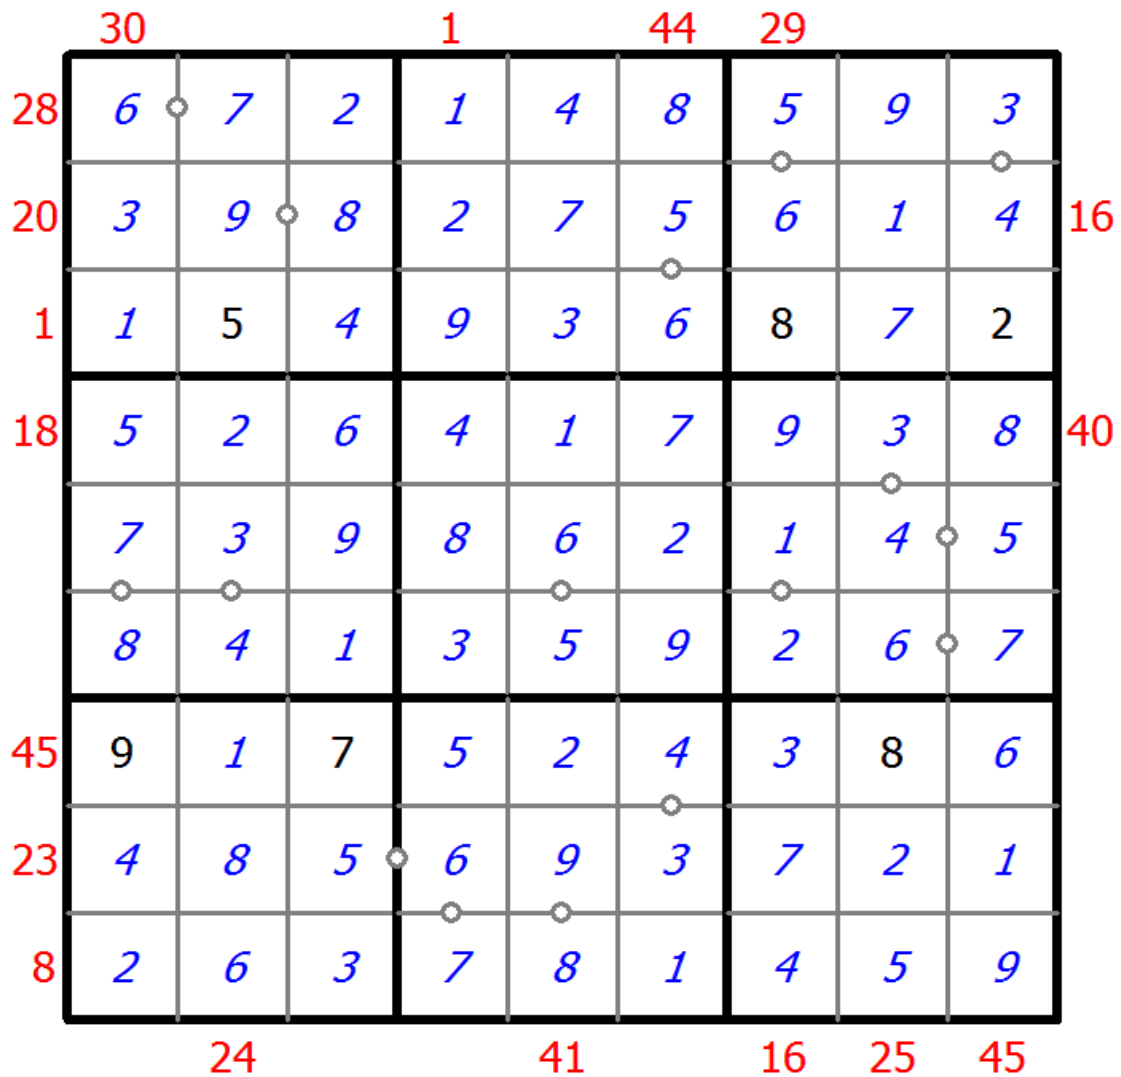 30 1 44 29
28 6 7 2 1 4 8 5 9 3
20 3 9 8 2 7 5 6 1 4 16
1 1 5 4 9 3 6 8 7 2
18 5 2 6 4 1 7 9 3 8 40
7 3 9 8 6 2 1 4 5
8 4 1 3 5 9 2 6 7
45 9 1 7 5 2 4 3 8 6
23 4 8 5 6 9 3 7 2 1
8 2 6 3 7 8 1 4 5 9
24 41 16 25 45